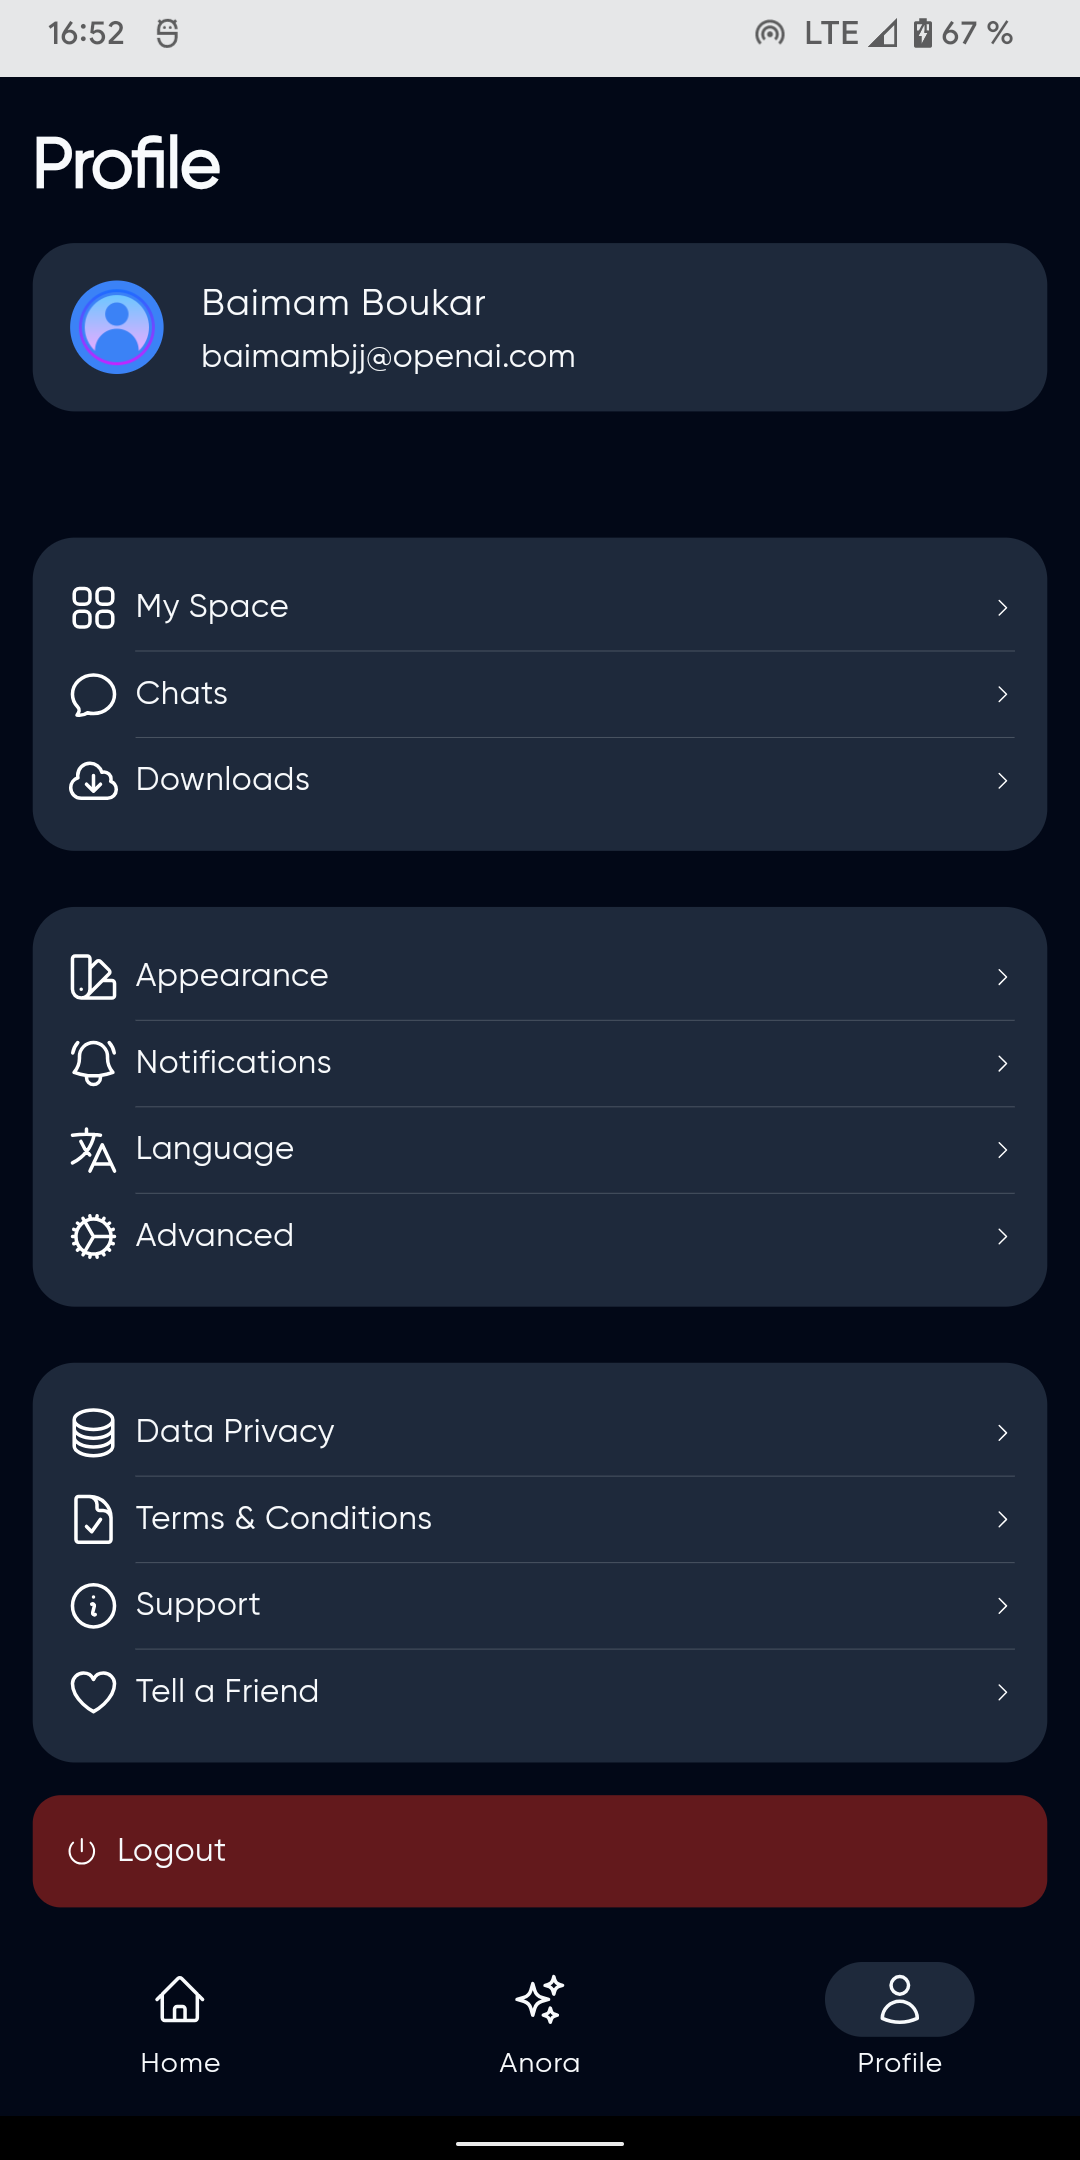 16:52 LTE 67 %
Profile
Baimam Boukar
baimambjj@openai.com
My Space
Chats
Downloads
Appearance
Notifications
Language
Advanced
Data Privacy
Terms & Conditions
Support
Tell a Friend
Logout
Home Anora Profile